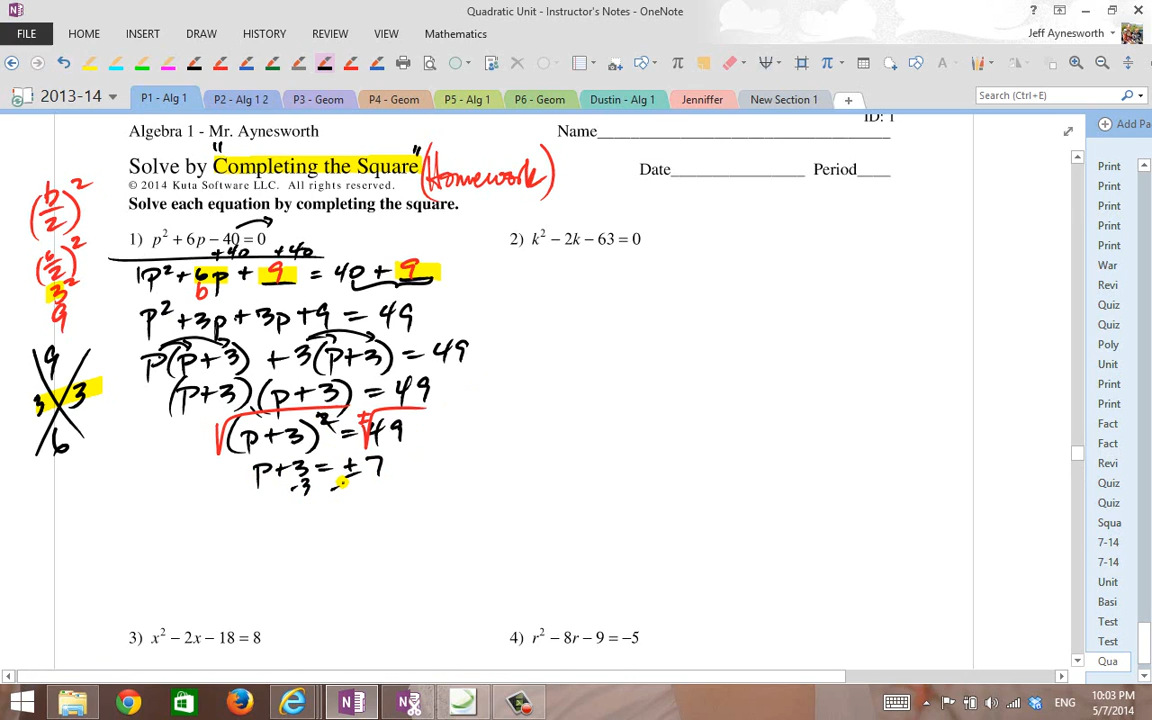 Quadratic Unit - Instructor's Notes - OneNote
FILE HOME INSERT DRAW HISTORY REVIEW VIEW Mathematics
Jeff Aynesworth
2013-14
P1 - Alg 1
P2 - Alg 1 2
P3 - Geom
P4 - Geom
P5 - Alg 1
P6 - Geom
Dustin - Alg 1
Jenniffer
New Section 1
Search (Ctrl+E)
Add Pa
ID: 1
Algebra 1 - Mr. Aynesworth
Name
Solve by "Completing the Square" (Homework)
Date Period
© 2014 Kuta Software LLC. All rights reserved.
Solve each equation by completing the square.
1) p² + 6p − 40 = 0
+40 +40
1p² + 6p + 9 = 40 + 9
b
p² + 3p + 3p + 9 = 49
p(p+3) + 3(p+3) = 49
(p+3)(p+3) = 49
√(p+3)² = ±√49
p+3 = ± 7
-3 -
(b/2)²
(6/2)²
3²
9
9
3 3
6
2) k² − 2k − 63 = 0
3) x² − 2x − 18 = 8
4) r² − 8r − 9 = −5
Print
Print
Print
Print
War
Revi
Quiz
Quiz
Poly
Unit
Print
Fact
Fact
Revi
Quiz
Quiz
Squa
7-14
7-14
Unit
Basi
Test
Test
Qua
ENG
10:03 PM
5/7/2014